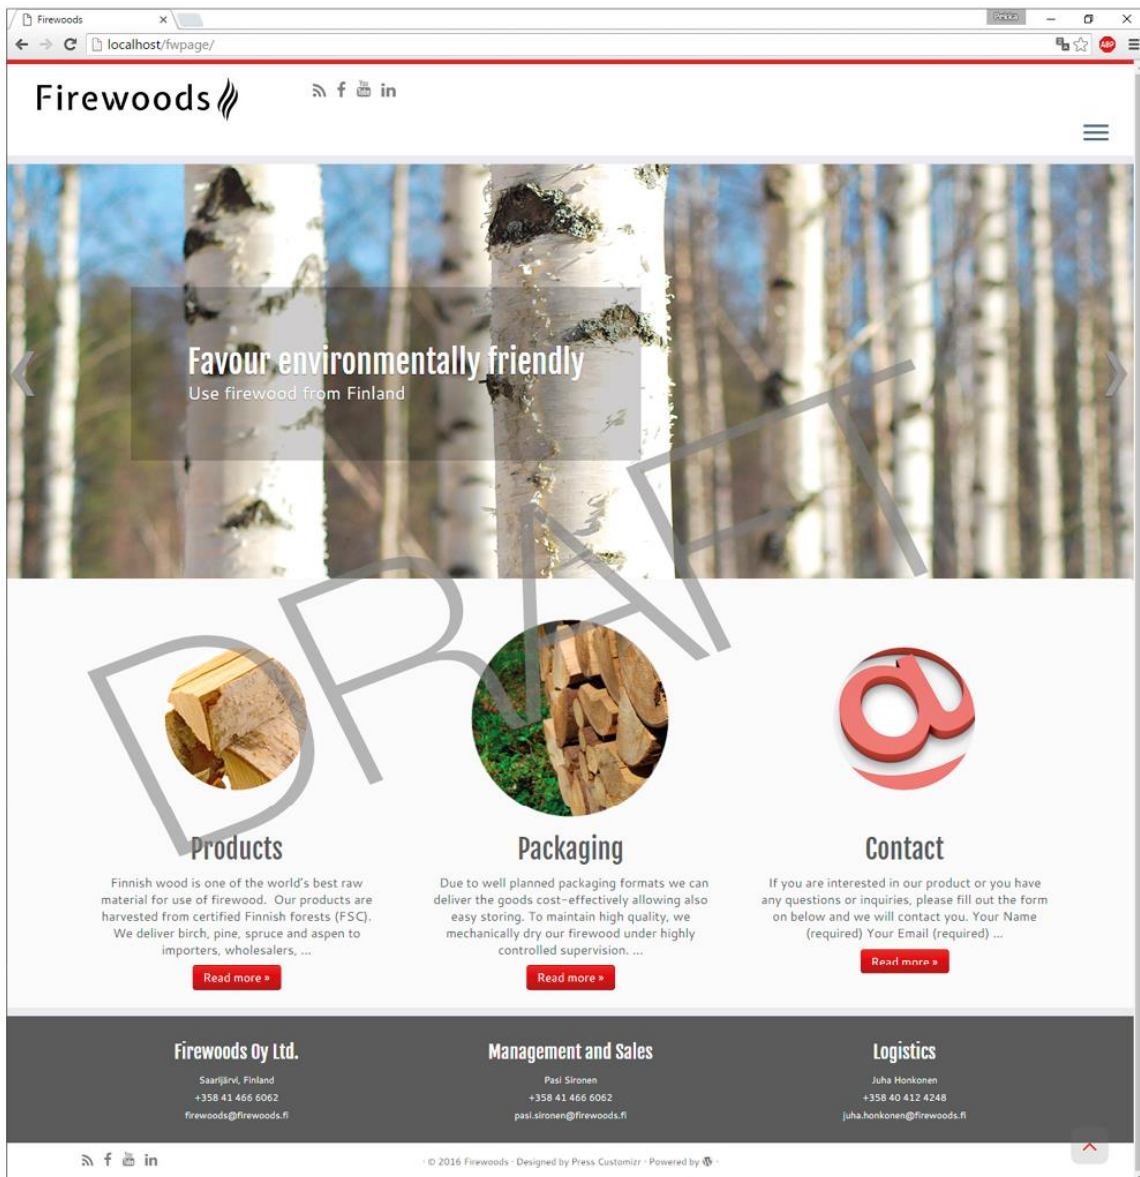 Firewoods
Pekka
localhost/fwpage/
ABP
Firewoods
You Tube
Favour environmentally friendly
Use firewood from Finland
DRAFT
Products
Finnish wood is one of the world's best raw
material for use of firewood. Our products are
harvested from certified Finnish forests (FSC).
We deliver birch, pine, spruce and aspen to
importers, wholesalers, ...
Read more »
Packaging
Due to well planned packaging formats we can
deliver the goods cost-effectively allowing also
easy storing. To maintain high quality, we
mechanically dry our firewood under highly
controlled supervision. ...
Read more »
Contact
If you are interested in our product or you have
any questions or inquiries, please fill out the form
on below and we will contact you. Your Name
(required) Your Email (required) ...
Read more »
Firewoods Oy Ltd.
Saarijärvi, Finland
+358 41 466 6062
firewoods@firewoods.fi
Management and Sales
Pasi Sironen
+358 41 466 6062
pasi.sironen@firewoods.fi
Logistics
Juha Honkonen
+358 40 412 4248
juha.honkonen@firewoods.fi
You Tube
· © 2016 Firewoods · Designed by Press Customizr · Powered by ·